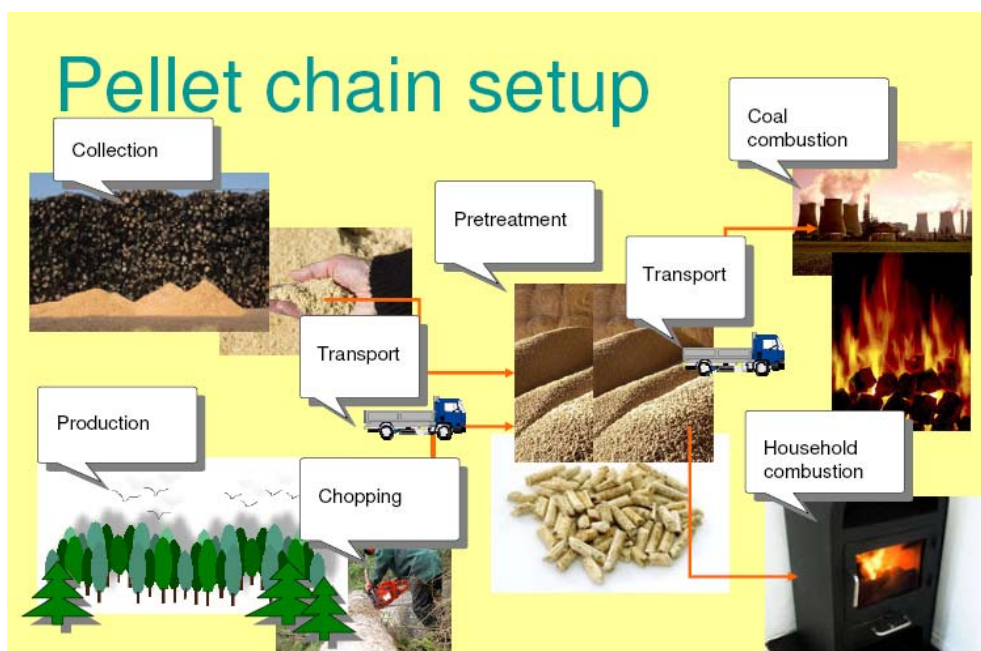 Pellet chain setup
Collection
Coal
combustion
Pretreatment
Transport
Transport
Production
Chopping
Household
combustion